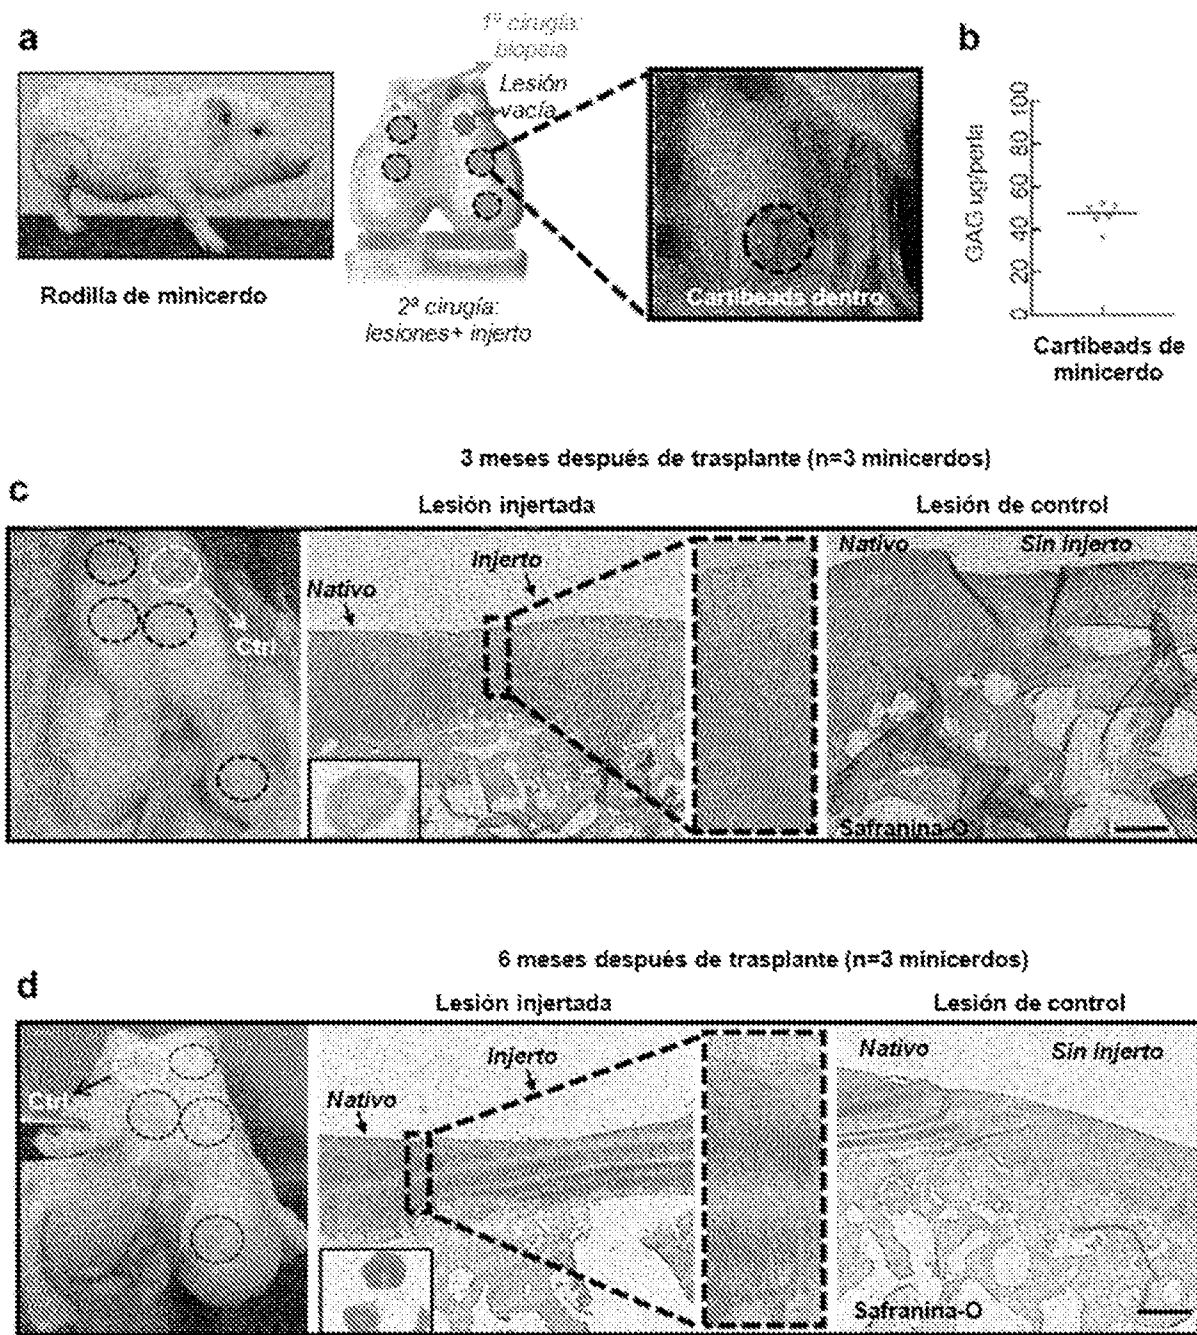 a
1ª cirugía:
biopsia
Lesión
vacía
Cartibeads dentro
Rodilla de minicerdo
2ª cirugía:
lesiones+ injerto
b
GAG ug/perla
100
80
60
40
20
0
Cartibeads de
minicerdo
3 meses después de trasplante (n=3 minicerdos)
c
Lesión injertada
Lesión de control
Nativo
Injerto
Ctrl
Nativo
Sin injerto
Safranina-O
6 meses después de trasplante (n=3 minicerdos)
d
Lesión injertada
Lesión de control
Ctrl
Nativo
Injerto
Nativo
Sin injerto
Safranina-O